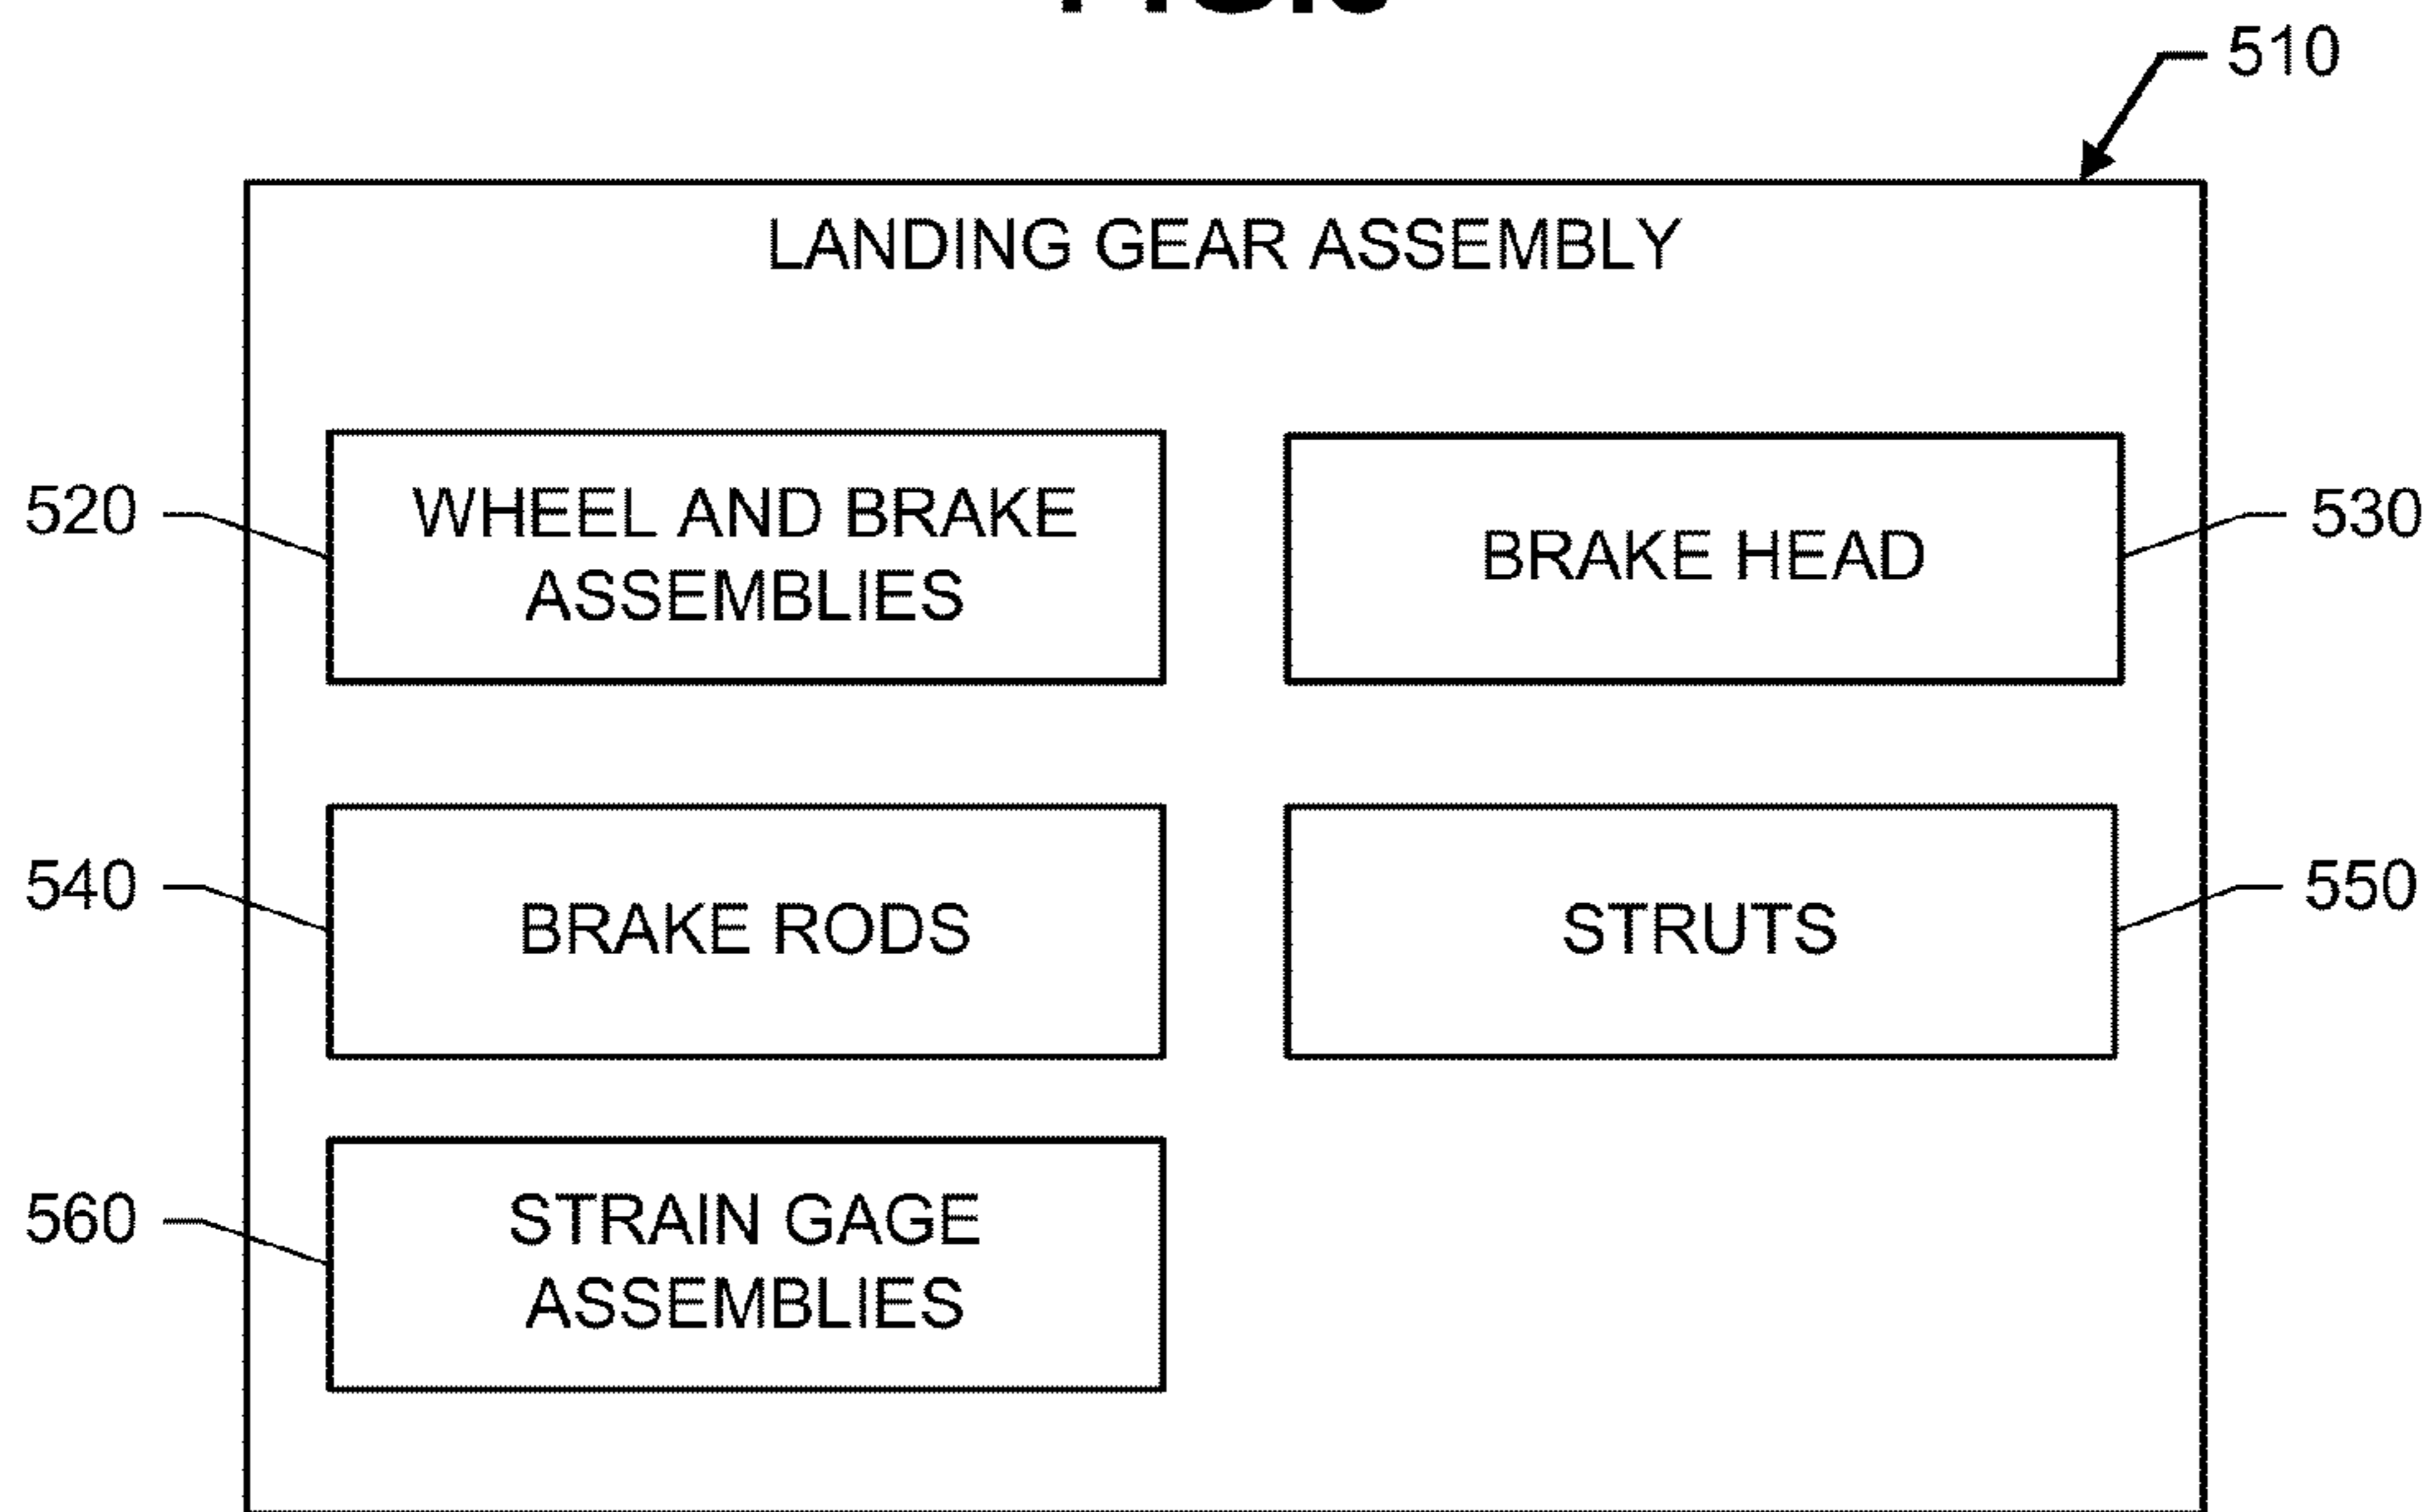 510
LANDING GEAR ASSEMBLY
520
WHEEL AND BRAKE
ASSEMBLIES
BRAKE HEAD
530
540
BRAKE RODS
STRUTS
550
560
STRAIN GAGE
ASSEMBLIES